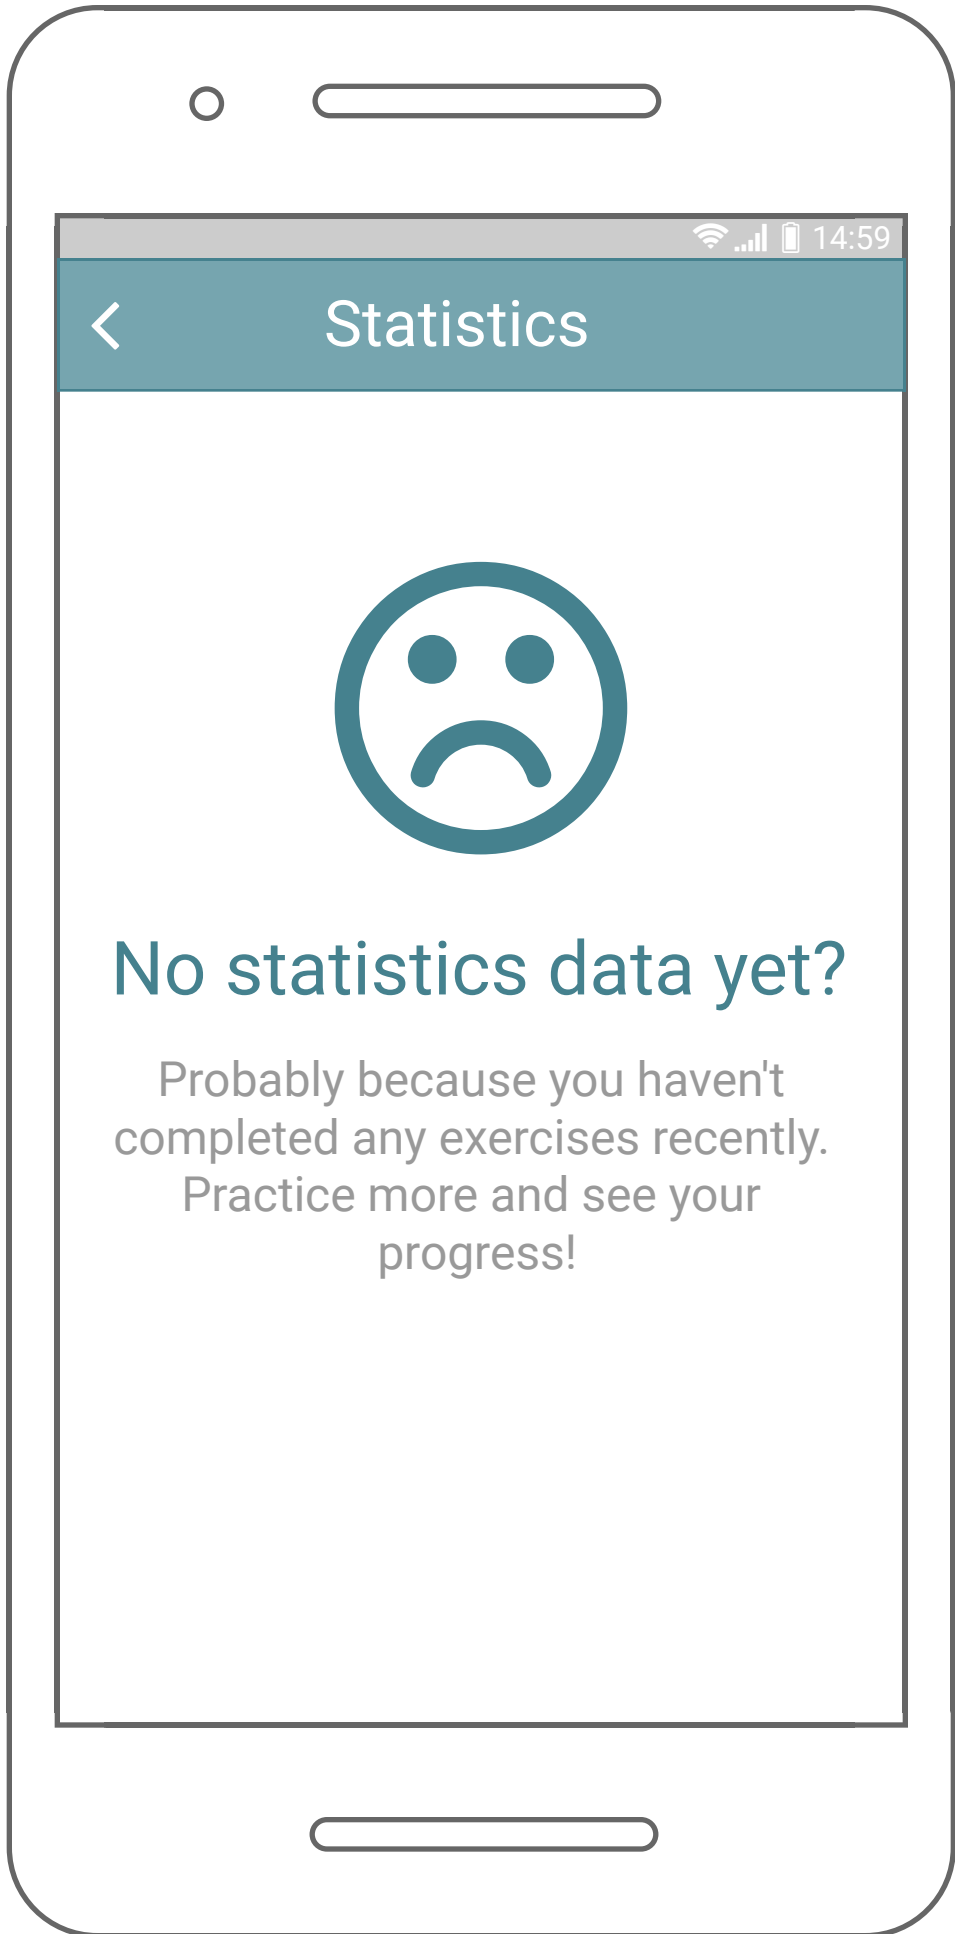 14:59
Statistics
No statistics data yet?
Probably because you haven't
completed any exercises recently.
Practice more and see your
progress!